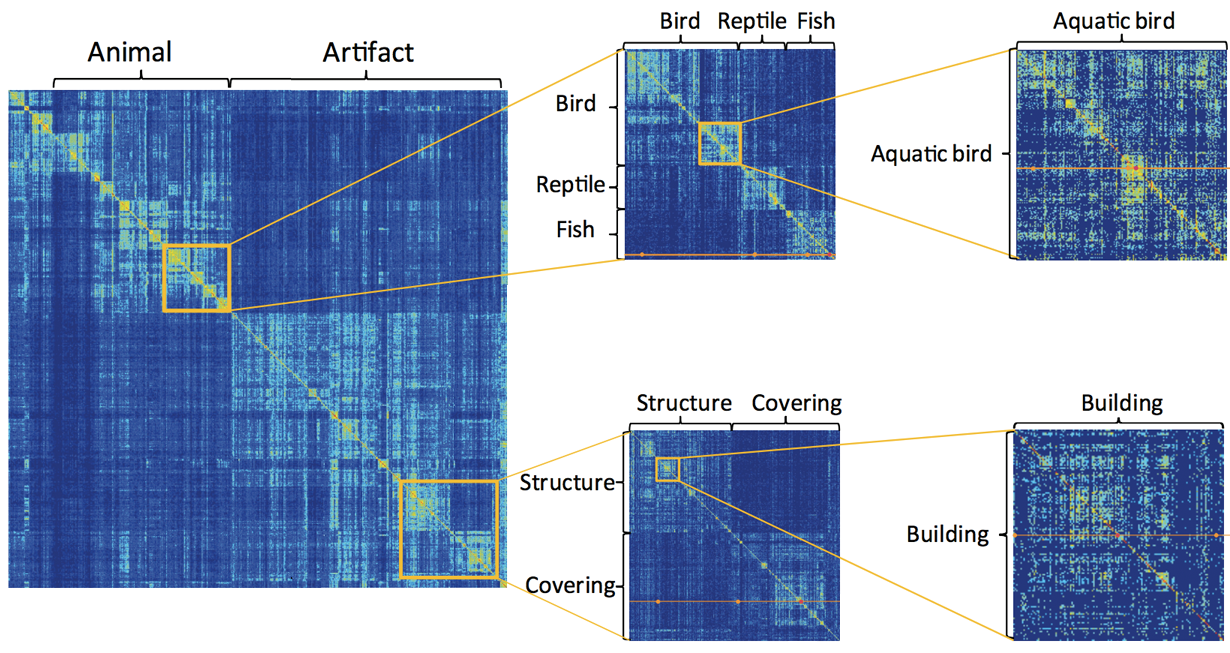 Animal
Artifact
Bird
Reptile
Fish
Bird
Reptile
Fish
Aquatic bird
Aquatic bird
Structure
Covering
Structure
Covering
Building
Building